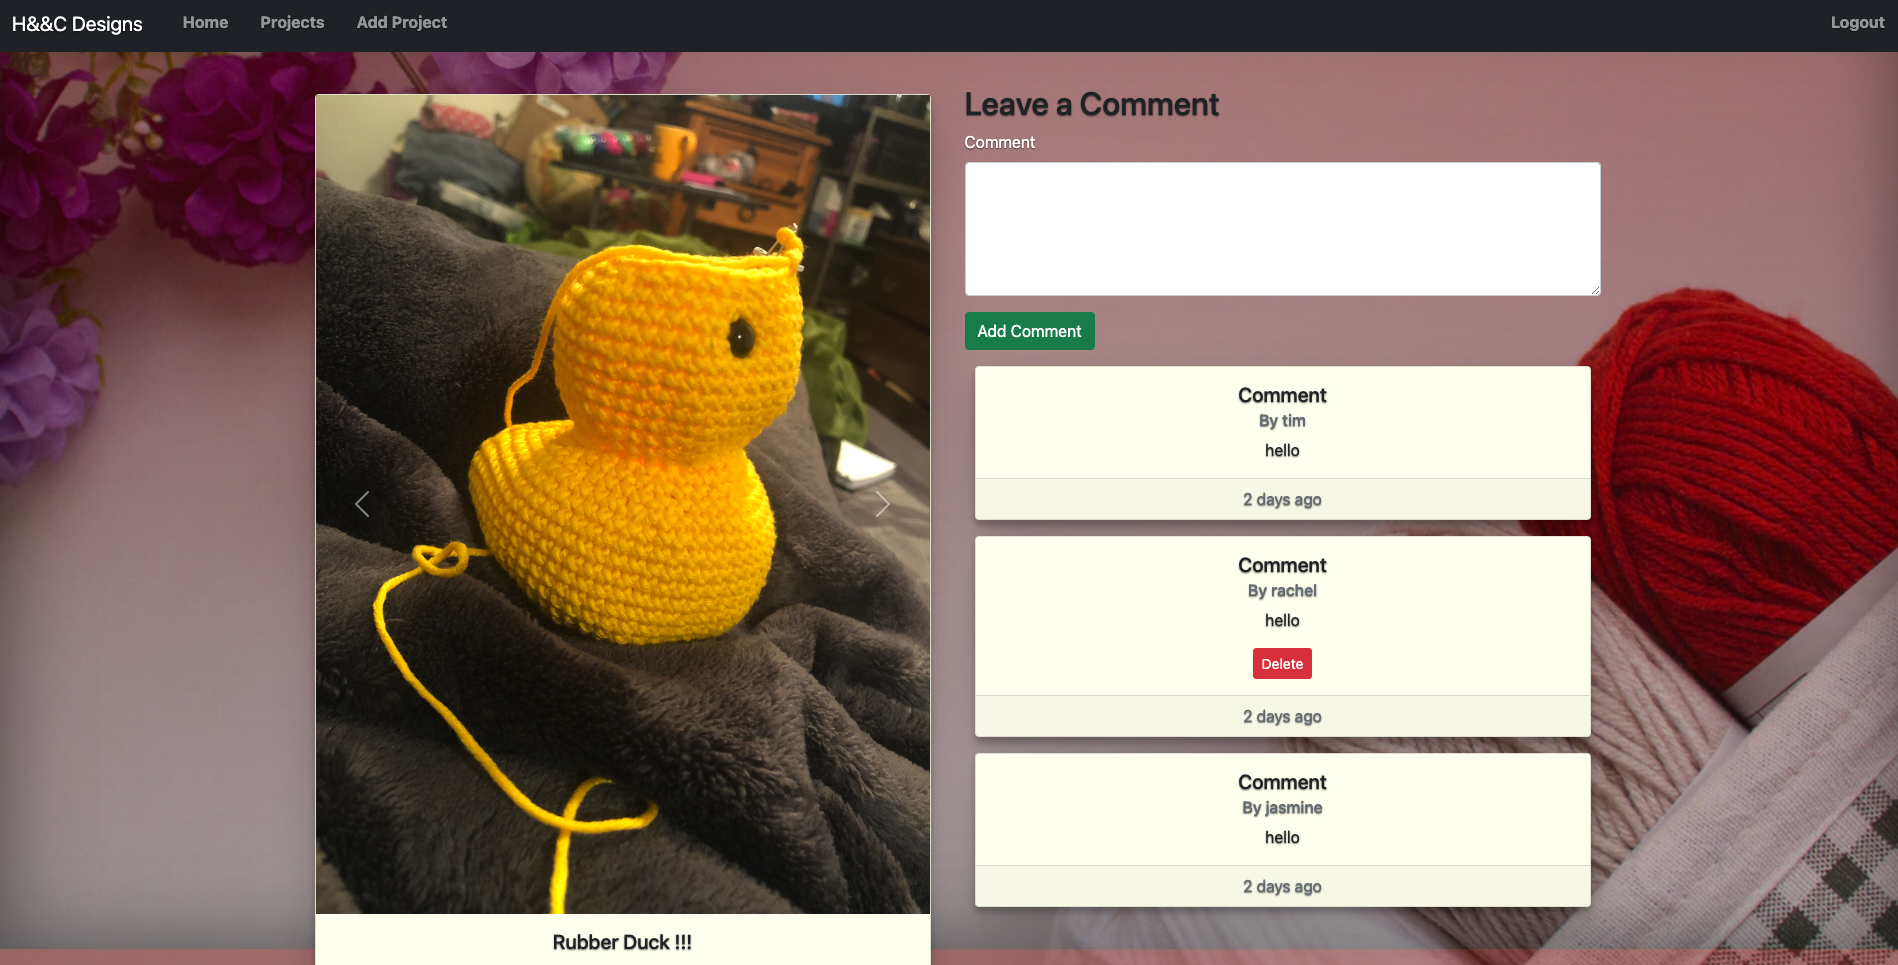 H&&C Designs Home Projects Add Project Logout
Leave a Comment
Comment
Add Comment
Comment
By tim
hello
2 days ago
Comment
By rachel
hello
Delete
2 days ago
Comment
By jasmine
hello
2 days ago
Rubber Duck !!!